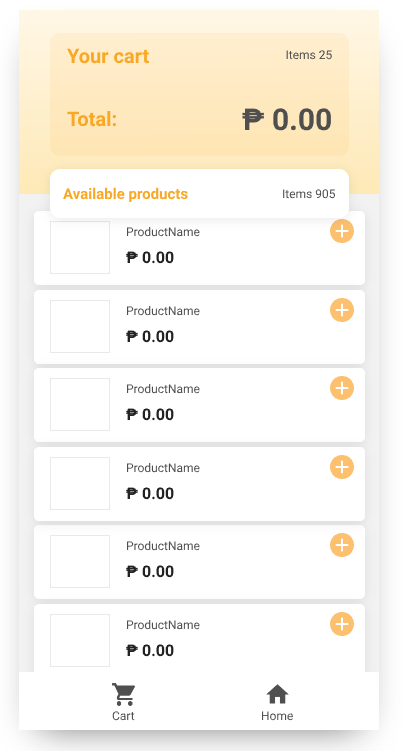 Your cart
Items 25
Total:
₱ 0.00
Available products
Items 905
ProductName
₱ 0.00
ProductName
₱ 0.00
ProductName
₱ 0.00
ProductName
₱ 0.00
ProductName
₱ 0.00
ProductName
₱ 0.00
Cart
Home